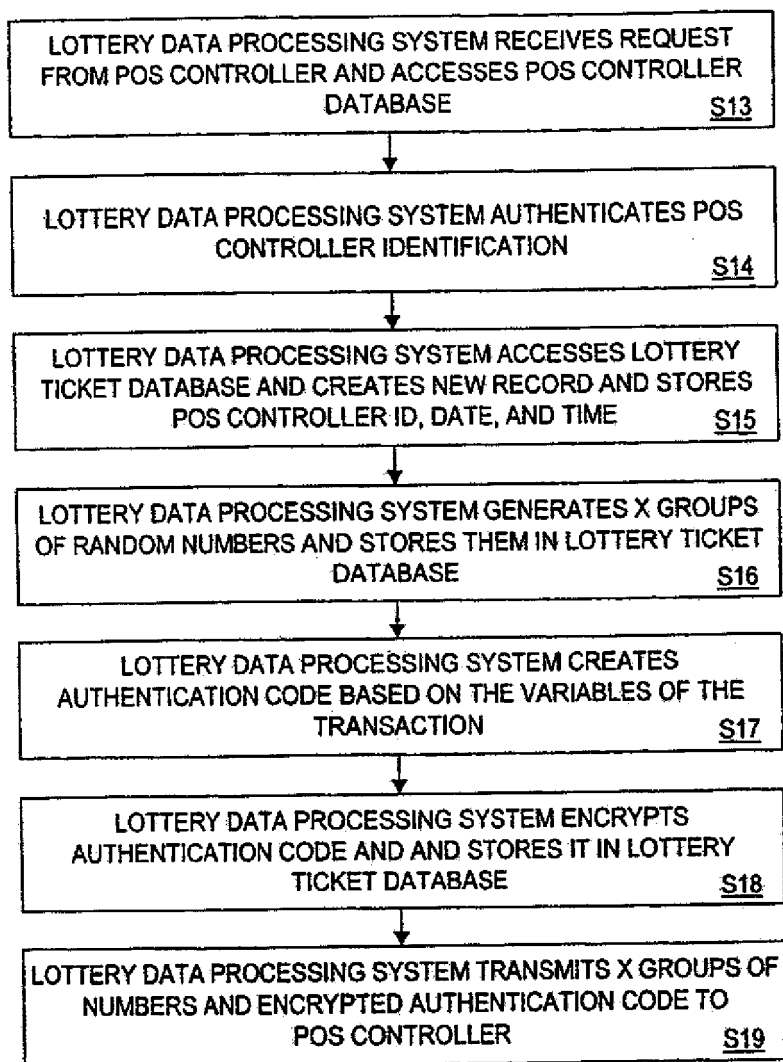 LOTTERY DATA PROCESSING SYSTEM RECEIVES REQUEST
FROM POS CONTROLLER AND ACCESSES POS CONTROLLER
DATABASE
S13
LOTTERY DATA PROCESSING SYSTEM AUTHENTICATES POS
CONTROLLER IDENTIFICATION
S14
LOTTERY DATA PROCESSING SYSTEM ACCESSES LOTTERY
TICKET DATABASE AND CREATES NEW RECORD AND STORES
POS CONTROLLER ID, DATE, AND TIME
S15
LOTTERY DATA PROCESSING SYSTEM GENERATES X GROUPS
OF RANDOM NUMBERS AND STORES THEM IN LOTTERY TICKET
DATABASE
S16
LOTTERY DATA PROCESSING SYSTEM CREATES
AUTHENTICATION CODE BASED ON THE VARIABLES OF THE
TRANSACTION
S17
LOTTERY DATA PROCESSING SYSTEM ENCRYPTS
AUTHENTICATION CODE AND AND STORES IT IN LOTTERY
TICKET DATABASE
S18
LOTTERY DATA PROCESSING SYSTEM TRANSMITS X GROUPS OF
NUMBERS AND ENCRYPTED AUTHENTICATION CODE TO
POS CONTROLLER
S19